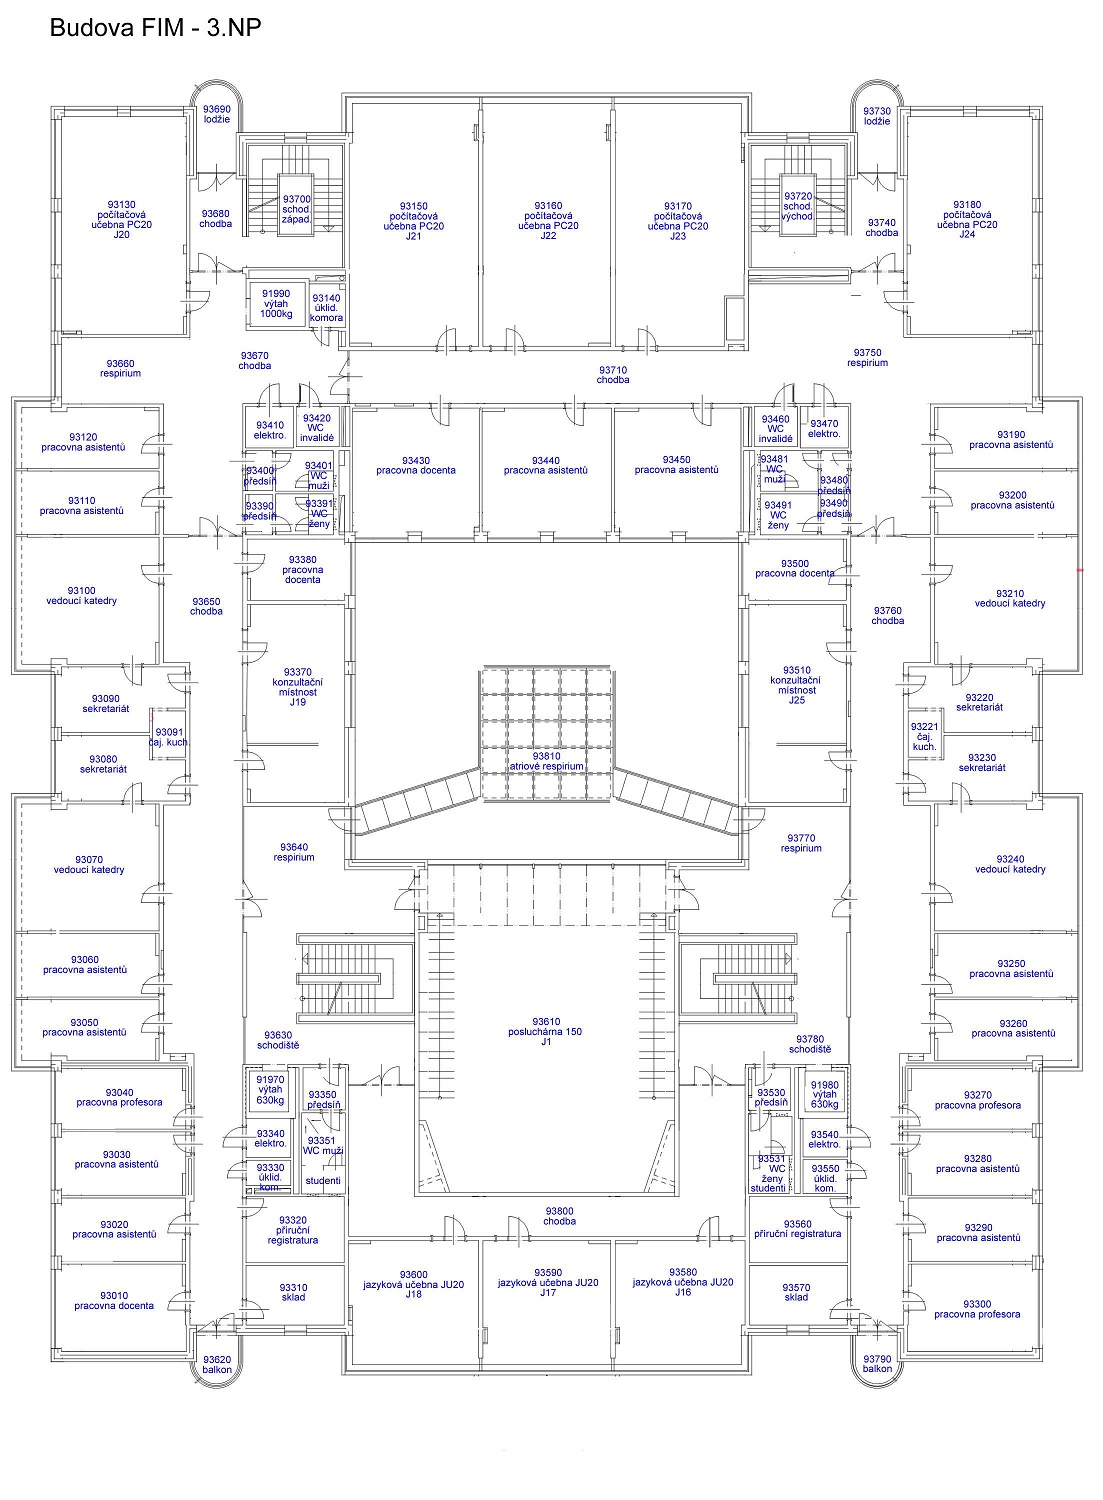 Budova FIM - 3.NP
93690
lodžie
93730
lodžie
93130
počítačová
učebna PC20
J20
93680
chodba
93700
schod.
západ.
93150
počítačová
učebna PC20
J21
93160
počítačová
učebna PC20
J22
93170
počítačová
učebna PC20
J23
93720
schod.
východ.
93740
chodba
93180
počítačová
učebna PC20
J24
91990
výtah
1000kg
93140
úklid.
komora
93660
respirium
93670
chodba
93710
chodba
93750
respirium
93120
pracovna asistentů
93410
elektro.
93420
WC
invalidé
93430
pracovna docenta
93440
pracovna asistentů
93450
pracovna asistentů
93460
WC
invalidé
93470
elektro.
93190
pracovna asistentů
93110
pracovna asistentů
93400
předsíň
93401
WC
muži
93390
předsíň
93391
WC
ženy
93481
WC
muži
93480
předsíň
93491
WC
ženy
93490
předsíň
93200
pracovna asistentů
93100
vedoucí katedry
93650
chodba
93380
pracovna
docenta
93500
pracovna docenta
93760
chodba
93210
vedoucí katedry
93090
sekretariát
93091
čaj. kuch.
93370
konzultační
místnost
J19
93510
konzultační
místnost
J25
93220
sekretariát
93221
čaj.
kuch.
93080
sekretariát
93810
atriové respirium
93230
sekretariát
93070
vedoucí katedry
93640
respirium
93770
respirium
93240
vedoucí katedry
93060
pracovna asistentů
93250
pracovna asistentů
93050
pracovna asistentů
93630
schodiště
93610
posluchárna 150
J1
93780
schodiště
93260
pracovna asistentů
93040
pracovna profesora
91970
výtah
630kg
93350
předsíň
93530
předsíň
91980
výtah
630kg
93270
pracovna profesora
93030
pracovna asistentů
93340
elektro.
93351
WC muži
studenti
93330
úklid.
kom.
93531
WC
ženy
studenti
93540
elektro.
93550
úklid.
kom.
93280
pracovna asistentů
93020
pracovna asistentů
93320
příruční
registratura
93800
chodba
93560
příruční registratura
93290
pracovna asistentů
93010
pracovna docenta
93310
sklad
93600
jazyková učebna JU20
J18
93590
jazyková učebna JU20
J17
93580
jazyková učebna JU20
J16
93570
sklad
93300
pracovna profesora
93620
balkon
93790
balkon